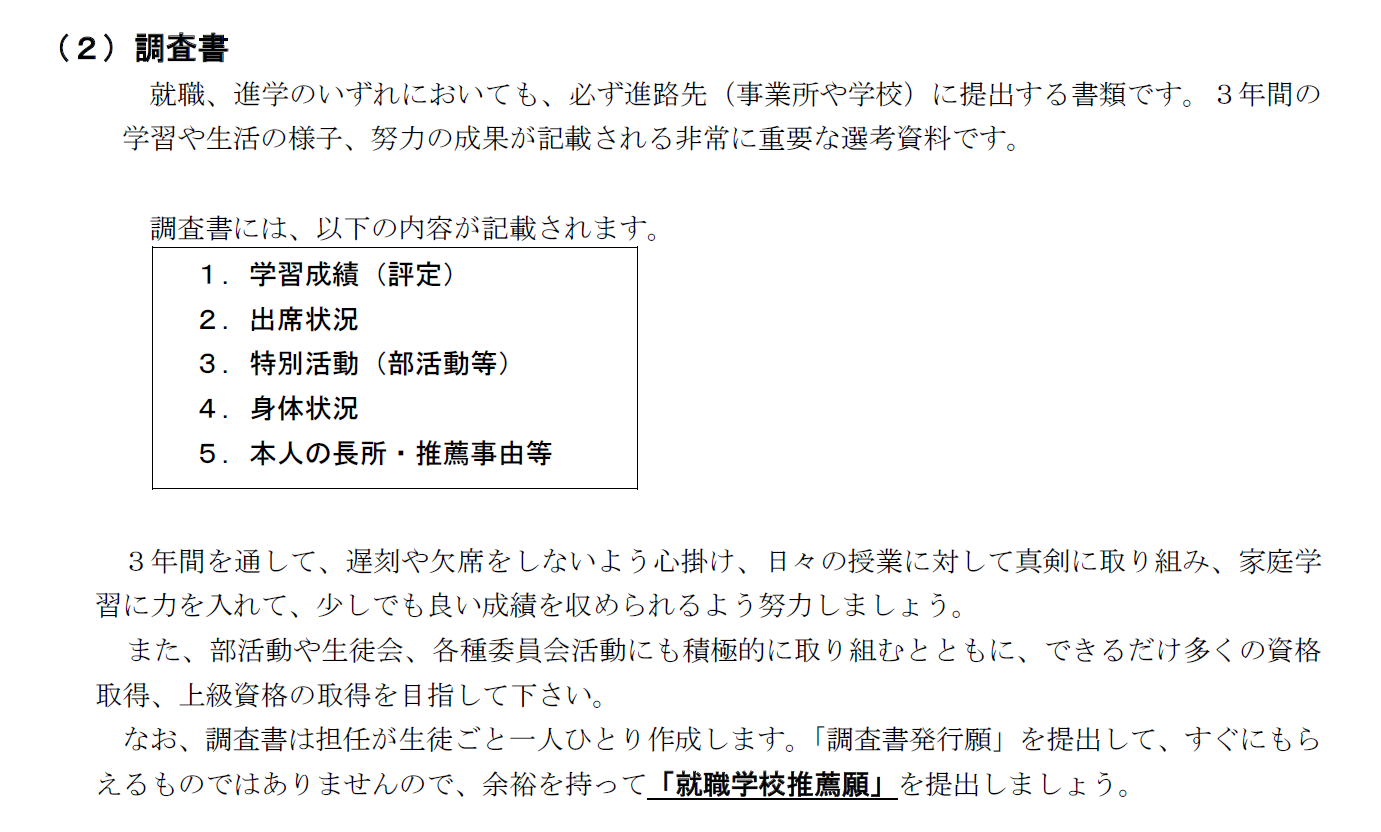 （２）調査書
就職、進学のいずれにおいても、必ず進路先（事業所や学校）に提出する書類です。３年間の
学習や生活の様子、努力の成果が記載される非常に重要な選考資料です。
調査書には、以下の内容が記載されます。
１．学習成績（評定）
２．出席状況
３．特別活動（部活動等）
４．身体状況
５．本人の長所・推薦事由等
３年間を通して、遅刻や欠席をしないよう心掛け、日々の授業に対して真剣に取り組み、家庭学
習に力を入れて、少しでも良い成績を収められるよう努力しましょう。
また、部活動や生徒会、各種委員会活動にも積極的に取り組むとともに、できるだけ多くの資格
取得、上級資格の取得を目指して下さい。
なお、調査書は担任が生徒ごと一人ひとり作成します。「調査書発行願」を提出して、すぐにもら
えるものではありませんので、余裕を持って「就職学校推薦願」を提出しましょう。